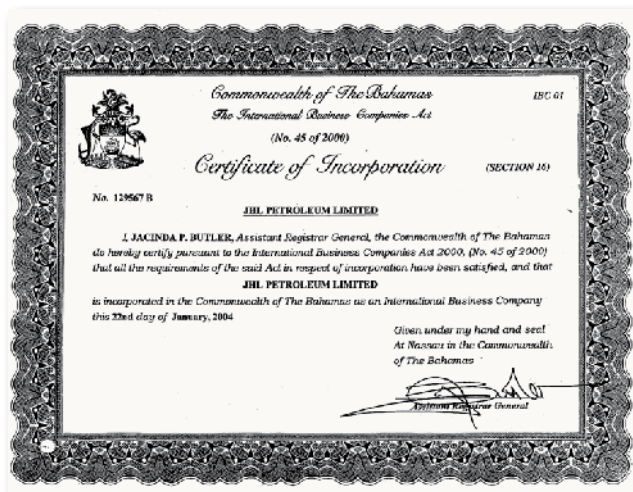 Commonwealth of The Bahamas
IBC 01
The International Business Companies Act
(No. 45 of 2000)
Certificate of Incorporation
(SECTION 16)
No. 129567 B
JHL PETROLEUM LIMITED
I, JACINDA P. BUTLER, Assistant Registrar General, the Commonwealth of The Bahamas
do hereby certify pursuant to the International Business Companies Act 2000, (No. 45 of 2000)
that all the requirements of the said Act in respect of incorporation have been satisfied, and that
JHL PETROLEUM LIMITED
is incorporated in the Commonwealth of The Bahamas as an International Business Company
this 22nd day of January, 2004
Given under my hand and seal
At Nassau in the Commonwealth
of The Bahamas
Assistant Registrar General